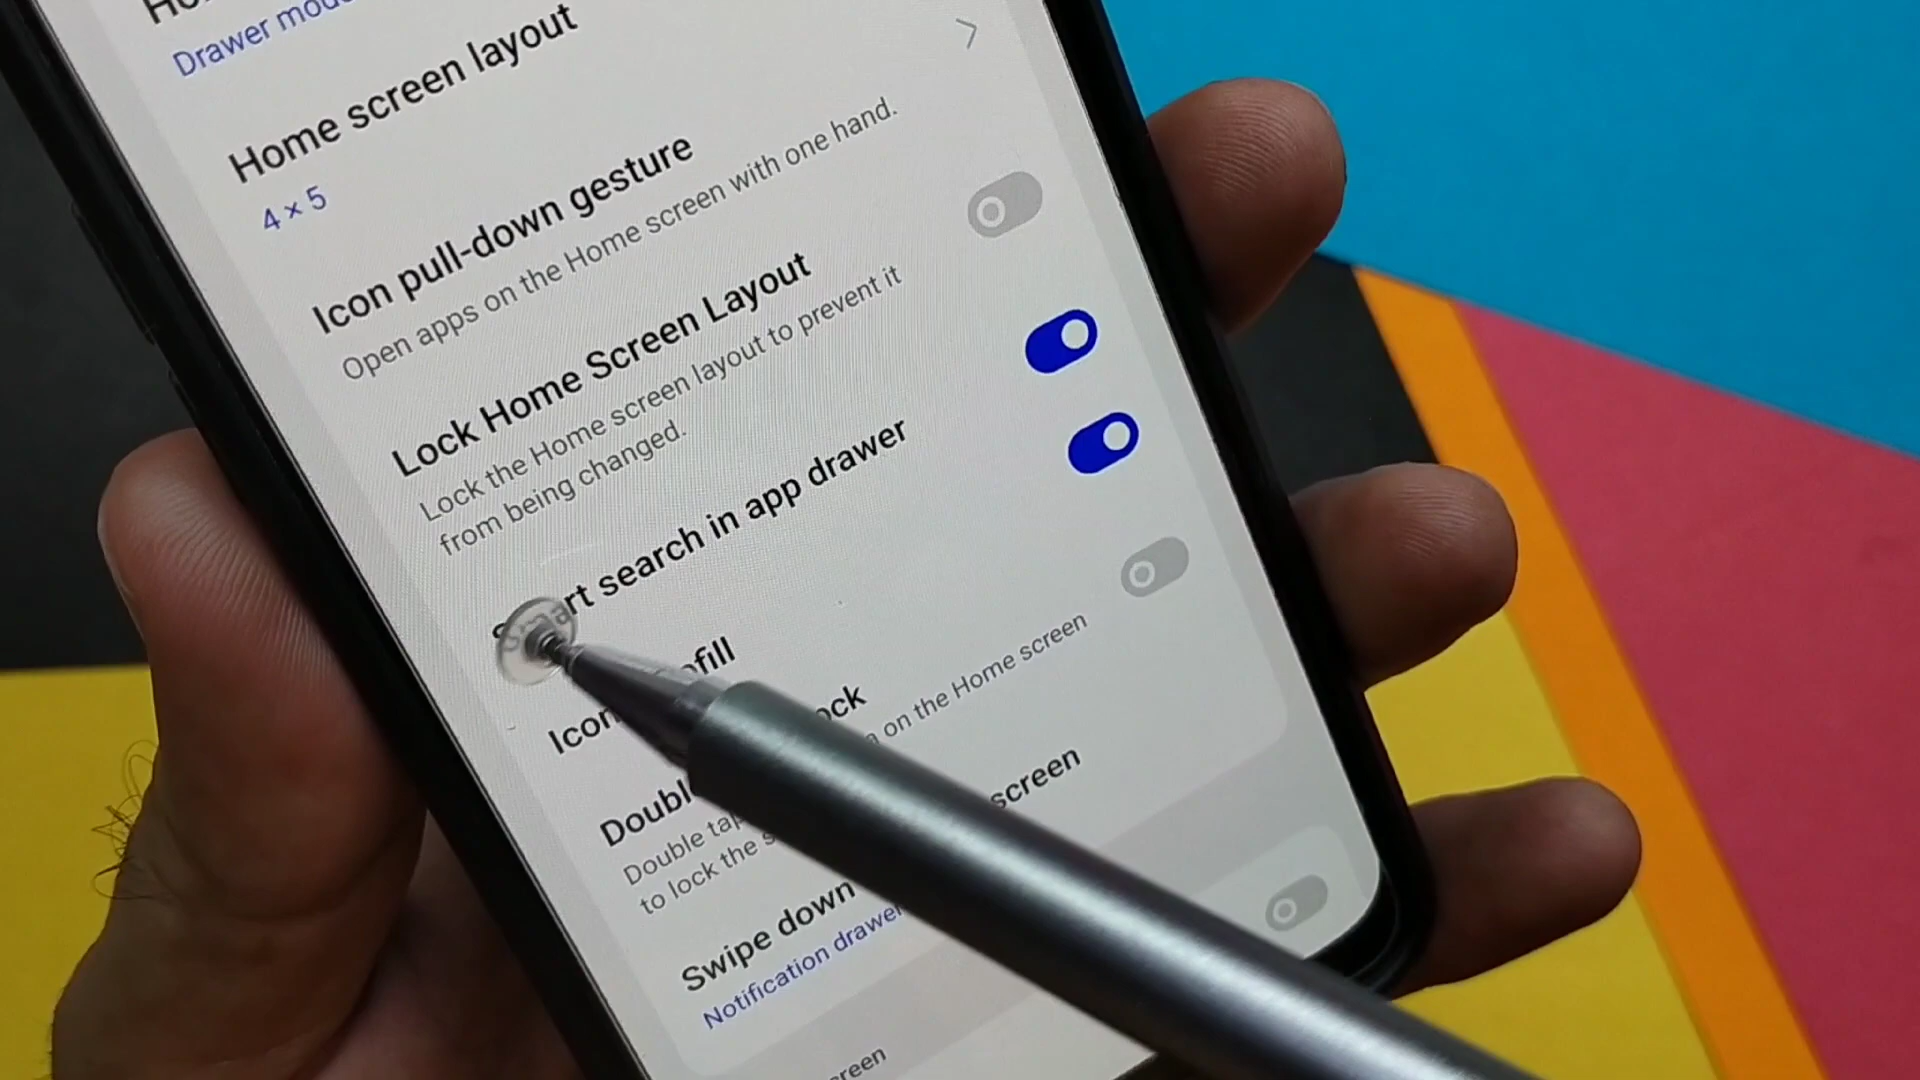 Drawer mode
Home screen layout
4 × 5
Icon pull-down gesture
Open apps on the Home screen with one hand.
Lock Home Screen Layout
Lock the Home screen layout to prevent it
from being changed.
search in app drawer
Icon
Double
on the Home screen
to lock the
Swipe down
screen
Notification drawer